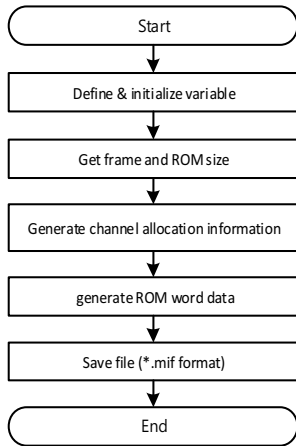 Start
Define & initialize variable
Get frame and ROM size
Generate channel allocation information
generate ROM word data
Save file (*.mif format)
End